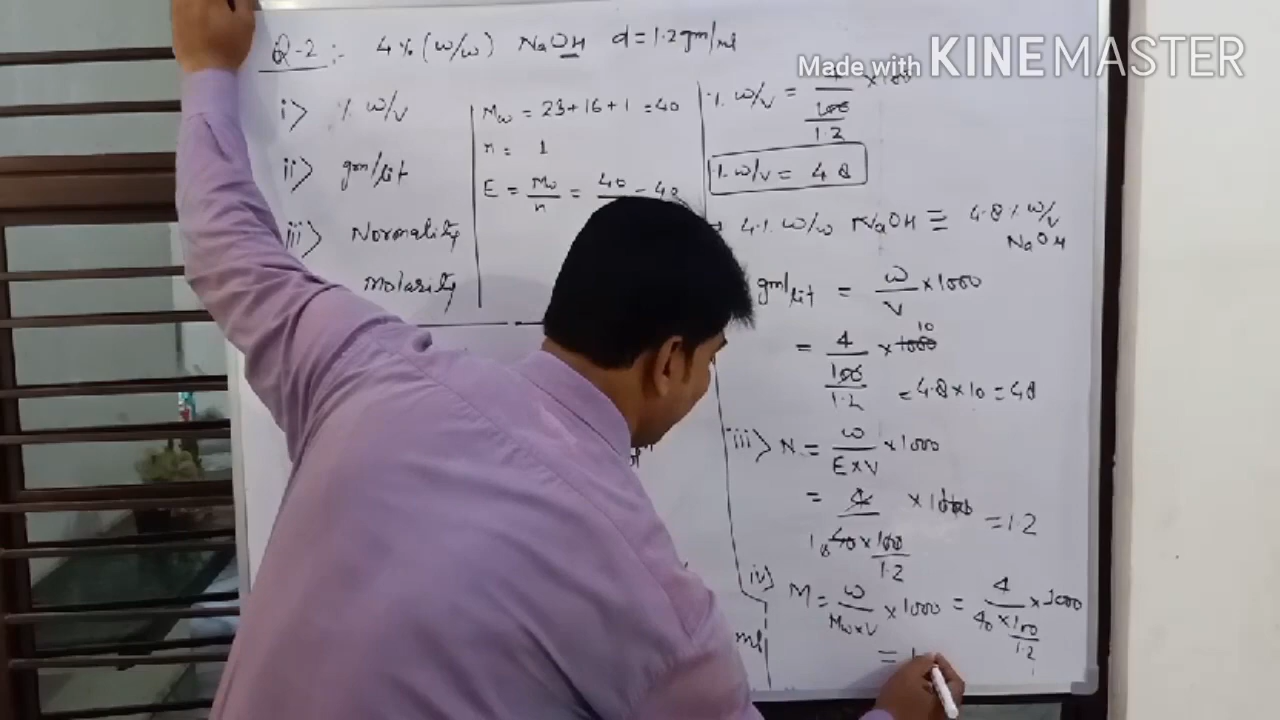 Made with KINEMASTER
Q-2 :- 4% (w/w) NaOH d = 1.2 gm/ml
i> % w/v
ii> gm/lit
iii> Normality
Molarity
Mw = 23 + 16 + 1 = 40
n = 1
E = Mw/n = 40
% w/v = 4/(100/1.2) × 100
% w/v = 4.8
4% w/w NaOH ≡ 4.8% w/v NaOH
gm/lit = w/V × 1000
= 4/(100/1.2) × 1000 10
= 4.8 × 10 = 48
iii> N = w/(E×V) × 1000
= 4/(40 × 100/1.2) × 1000 = 1.2
iv> M = w/(Mw×V) × 1000 = 4/(40 × 100/1.2) × 1000
= 1
ml